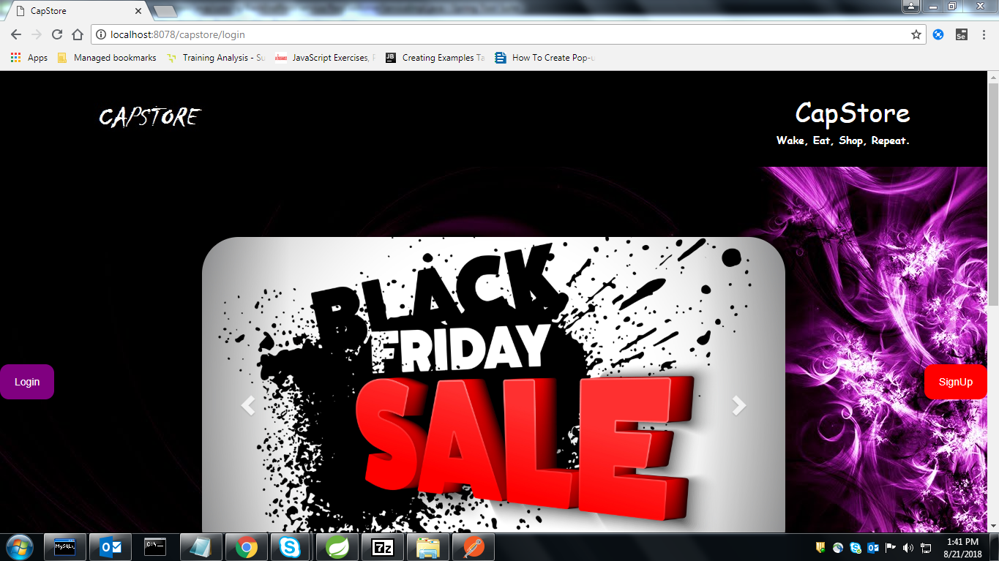 CapStore
localhost:8078/capstore/login
Se
Apps
Managed bookmarks
Training Analysis - Su
JavaScript Exercises,
JB
Creating Examples Ta
How To Create Pop-u
CAPSTORE
CapStore
Wake, Eat, Shop, Repeat.
BLACK
FRIDAY
SALE
Login
SignUp
MySQL
C:\
7z
1:41 PM
8/21/2018